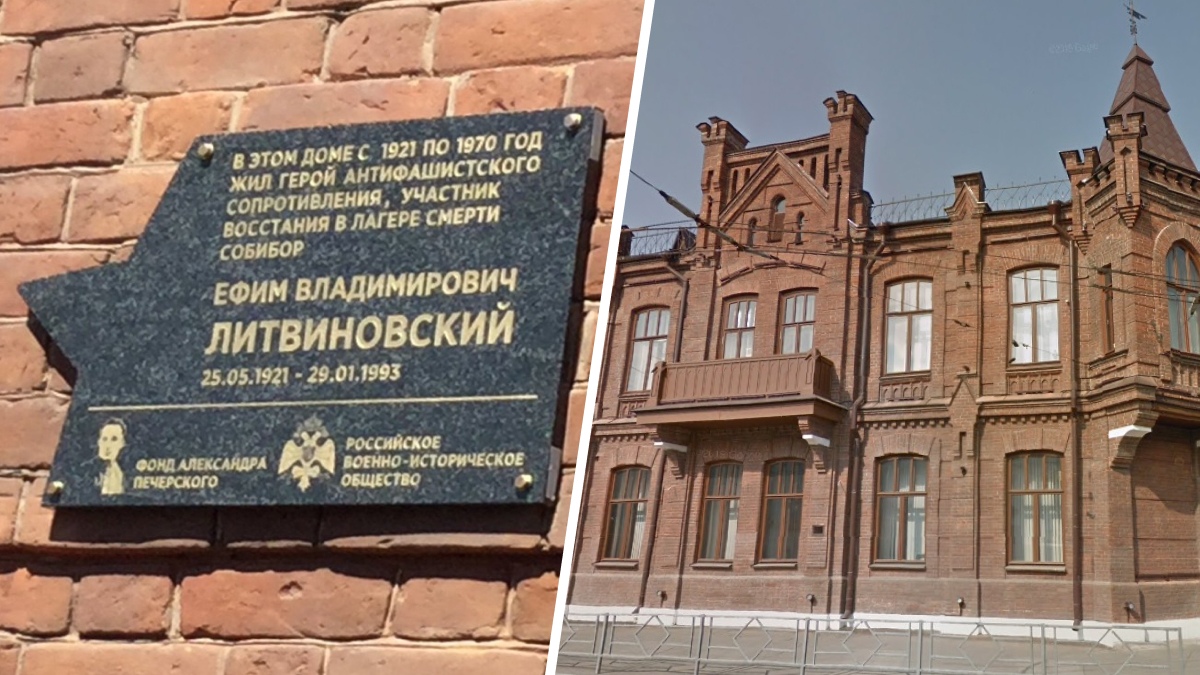 В ЭТОМ ДОМЕ С 1921 ПО 1970 ГОД
ЖИЛ ГЕРОЙ АНТИФАШИСТСКОГО
СОПРОТИВЛЕНИЯ, УЧАСТНИК
ВОССТАНИЯ В ЛАГЕРЕ СМЕРТИ
СОБИБОР
ЕФИМ ВЛАДИМИРОВИЧ
ЛИТВИНОВСКИЙ
25.05.1921 - 29.01.1993
ФОНД АЛЕКСАНДРА
ПЕЧЕРСКОГО
РОССИЙСКОЕ
ВОЕННО-ИСТОРИЧЕСКОЕ
ОБЩЕСТВО